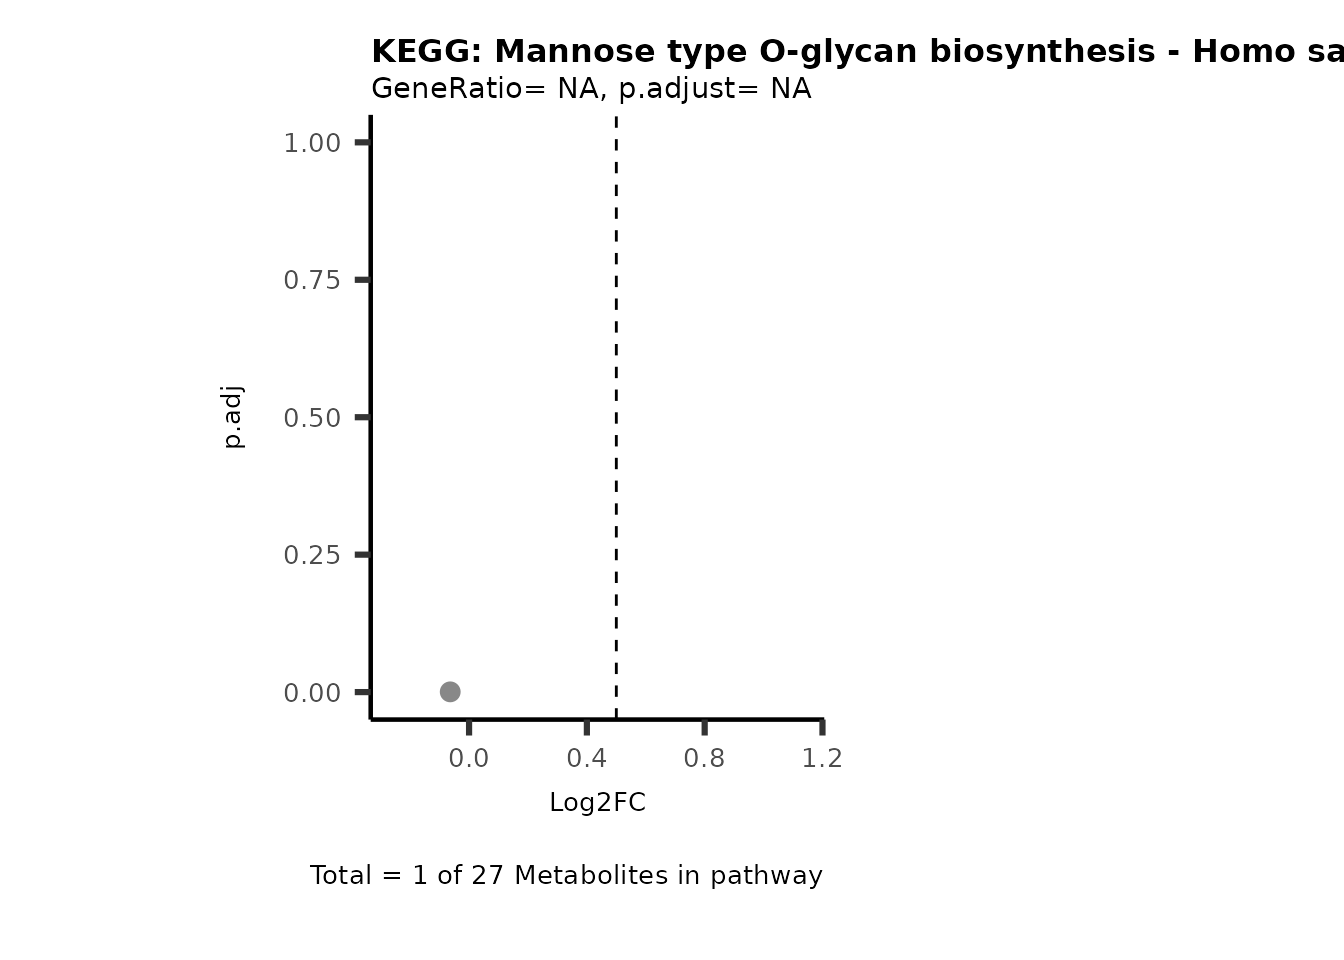 KEGG: Mannose type O-glycan biosynthesis - Homo sa
GeneRatio= NA, p.adjust= NA
1.00
0.75
0.50
0.25
0.00
p.adj
0.0 0.4 0.8 1.2
Log2FC
Total = 1 of 27 Metabolites in pathway